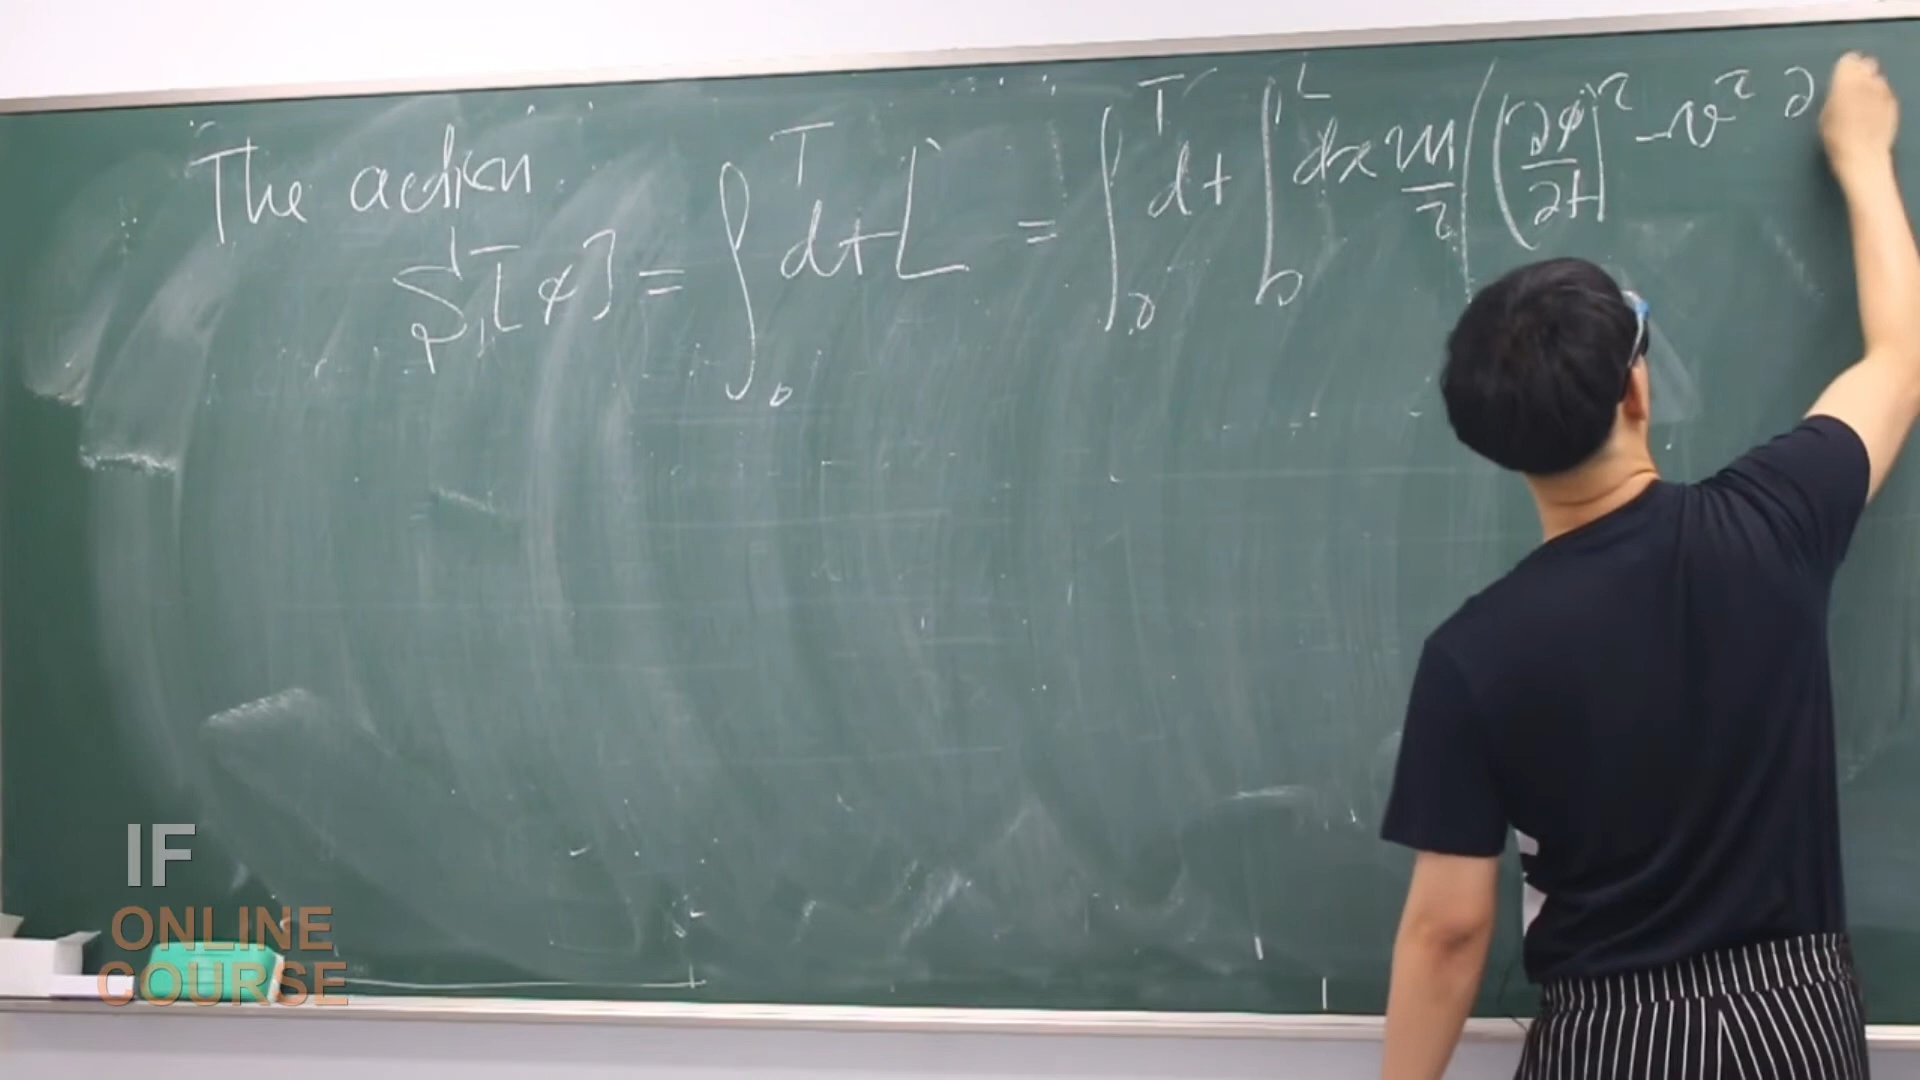 The action
S[φ] = ∫₀ᵀ dt L = ∫₀ᵀ dt ∫₀ᴸ dx m/2 ( (∂φ/∂t)² - v² ∂
IF
ONLINE
COURSE